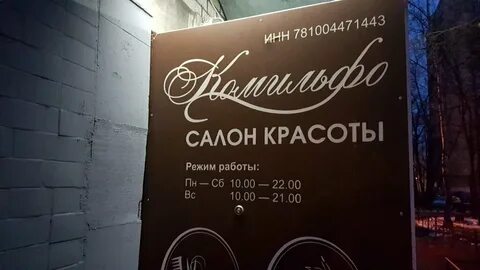 ИНН 781004471443
Комильфо
САЛОН КРАСОТЫ
Режим работы:
Пн — Сб 10.00 — 22.00
Вс 10.00 — 21.00